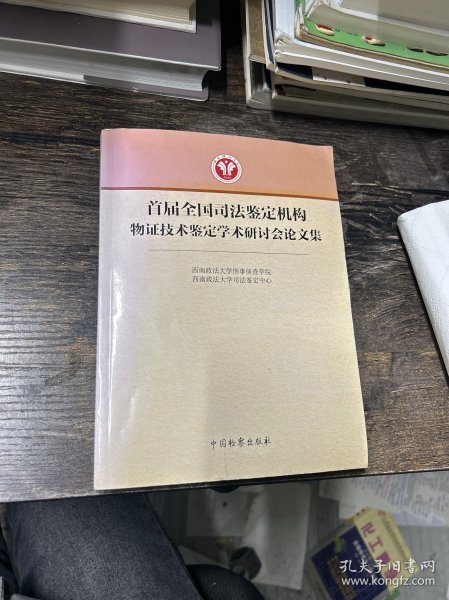 首届全国司法鉴定机构
物证技术鉴定学术研讨会论文集
西南政法大学刑事侦查学院
西南政法大学司法鉴定中心
中国检察出版社
化工
孔夫子旧书网
www.kongfz.com